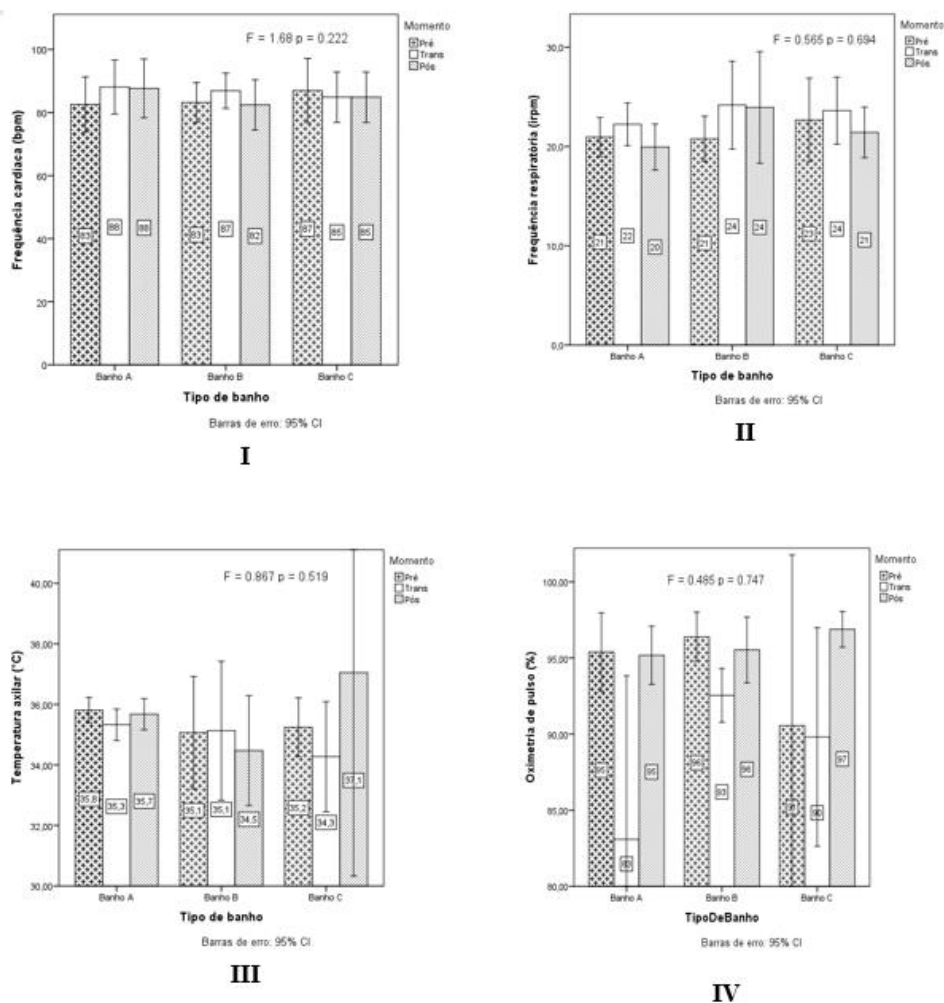 Momento
Pré
Trans
Pós
F = 1.68 p = 0.222
Frequência cardiaca (bpm)
100
80
60
40
20
0
83
88
88
83
87
82
87
85
85
Banho A
Banho B
Banho C
Tipo de banho
Barras de erro: 95% CI
I
Momento
Pré
Trans
Pós
F = 0.565 p = 0.694
Frequência respiratória (irpm)
30,0
20,0
10,0
0,0
21
22
20
21
24
24
23
24
21
Banho A
Banho B
Banho C
Tipo de banho
Barras de erro: 95% CI
II
Momento
Pré
Trans
Pós
F = 0.867 p = 0.519
Temperatura axilar (°C)
40,00
38,00
36,00
34,00
32,00
30,00
35,8
35,3
35,7
35,1
35,1
34,5
35,2
34,3
37,1
Banho A
Banho B
Banho C
Tipo de banho
Barras de erro: 95% CI
III
Momento
Pré
Trans
Pós
F = 0.485 p = 0.747
Oximetria de pulso (%)
100,00
95,00
90,00
85,00
80,00
95
83
95
96
93
96
91
90
97
Banho A
Banho B
Banho C
TipoDeBanho
Barras de erro: 95% CI
IV